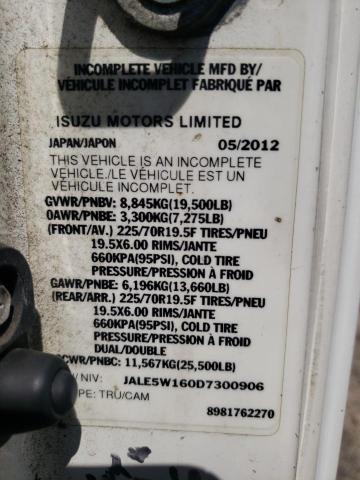 INCOMPLETE VEHICLE MFD BY/
VÉHICULE INCOMPLET FABRIQUÉ PAR
ISUZU MOTORS LIMITED
JAPAN/JAPON 05/2012
THIS VEHICLE IS AN INCOMPLETE
VEHICLE./LE VÉHICULE EST UN
VÉHICULE INCOMPLET
GVWR/PNBV: 8,845KG(19,500LB)
0AWR/PNBE: 3,300KG(7,275LB)
(FRONT/AV.) 225/70R19.5F TIRES/PNEU
19.5X6.00 RIMS/JANTE
660KPA(95PSI), COLD TIRE
PRESSURE/PRESSION À FROID
GAWR/PNBE: 6,196KG(13,660LB)
(REAR/ARR.) 225/70R19.5F TIRES/PNEU
19.5X6.00 RIMS/JANTE
660KPA(95PSI), COLD TIRE
PRESSURE/PRESSION À FROID
DUAL/DOUBLE
CWR/PNBC: 11,567KG(25,500LB)
/ NIV: JALE5W160D7300906
PE: TRU/CAM
8981762270